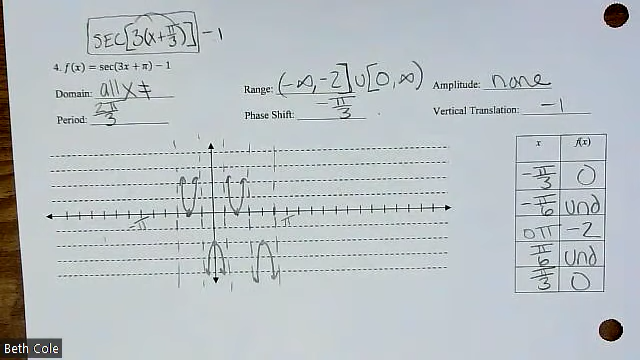 SEC[3(x+π/3)] - 1
4. f(x) = sec(3x + π) − 1
Domain: all x ≠
Range: (-∞, -2] ∪ [0, ∞)
Amplitude: none
Period: 2π/3
Phase Shift: -π/3
Vertical Translation: -1
x f(x)
-π/3 0
-π/6 und
0π -2
π/6 und
π/3 0
-π π
Beth Cole